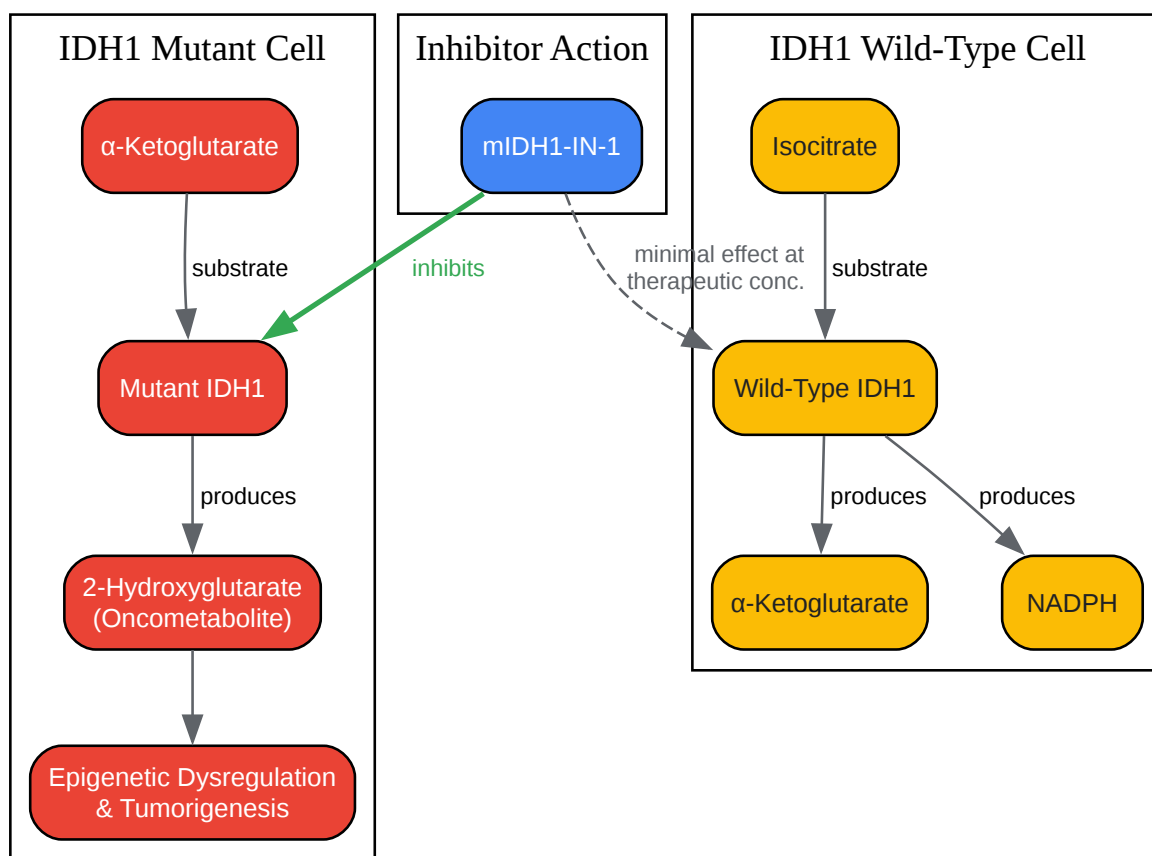 IDH1 Mutant Cell
α-Ketoglutarate
substrate
Mutant IDH1
produces
2-Hydroxyglutarate
(Oncometabolite)
Epigenetic Dysregulation
& Tumorigenesis
Inhibitor Action
mIDH1-IN-1
inhibits
minimal effect at
therapeutic conc.
IDH1 Wild-Type Cell
Isocitrate
substrate
Wild-Type IDH1
produces
produces
α-Ketoglutarate
NADPH